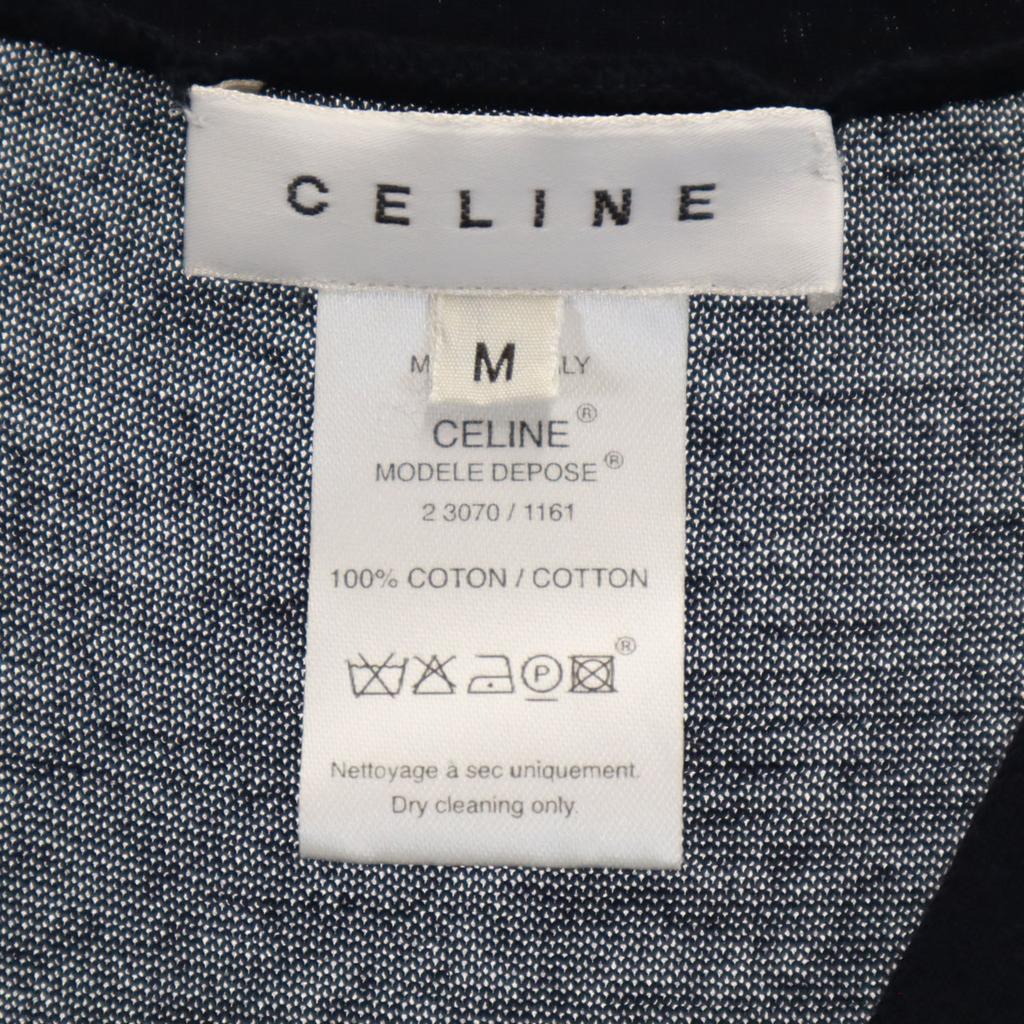 CELINE
M
CELINE®
MODELE DEPOSE®
2 3070 / 1161
100% COTON / COTTON
P ®
Nettoyage à sec uniquement.
Dry cleaning only.